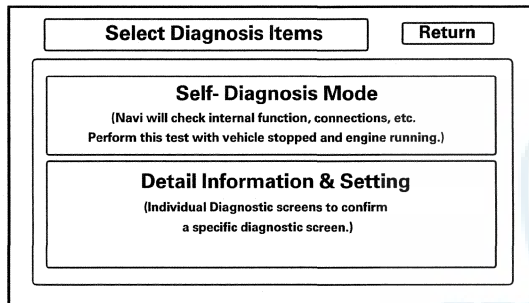 Select Diagnosis Items
Return
Self- Diagnosis Mode
(Navi will check internal function, connections, etc.
Perform this test with vehicle stopped and engine running.)
Detail Information & Setting
(Individual Diagnostic screens to confirm
a specific diagnostic screen.)